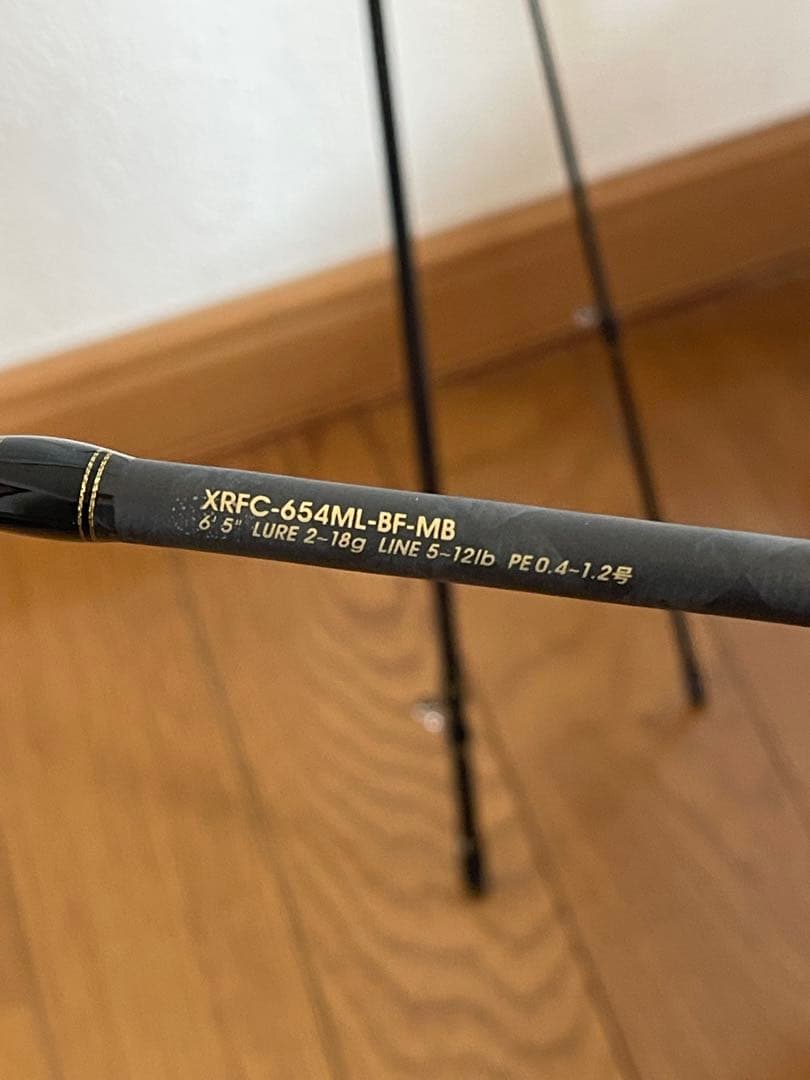 XRFC-654ML-BF-MB
6'5" LURE 2-18g LINE 5-12lb PE 0.4-1.2号